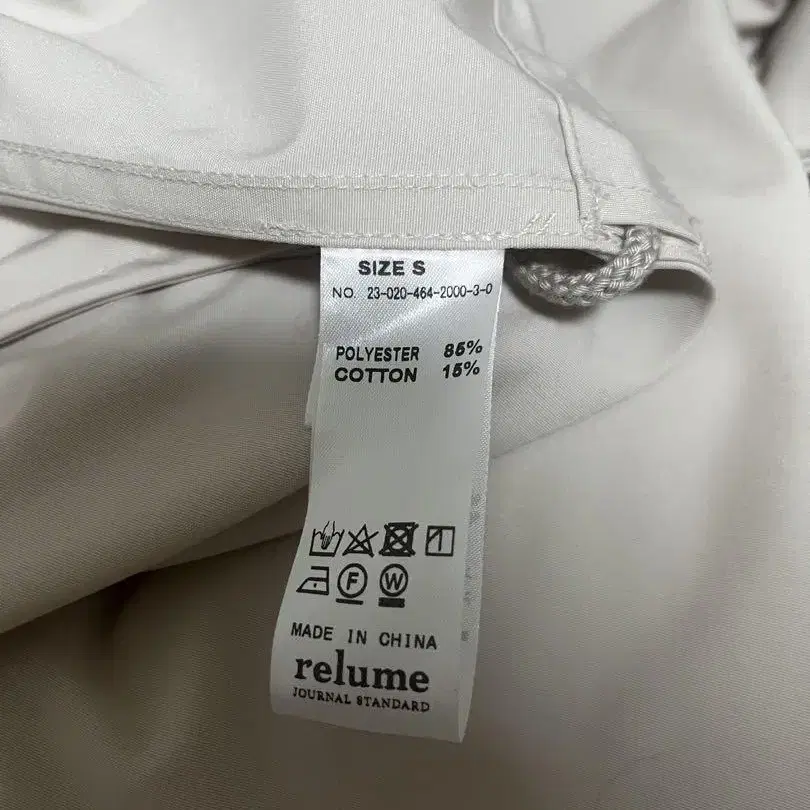 SIZE S
NO. 23-020-464-2000-3-0
POLYESTER 85%
COTTON 15%
F W
MADE IN CHINA
relume
JOURNAL STANDARD